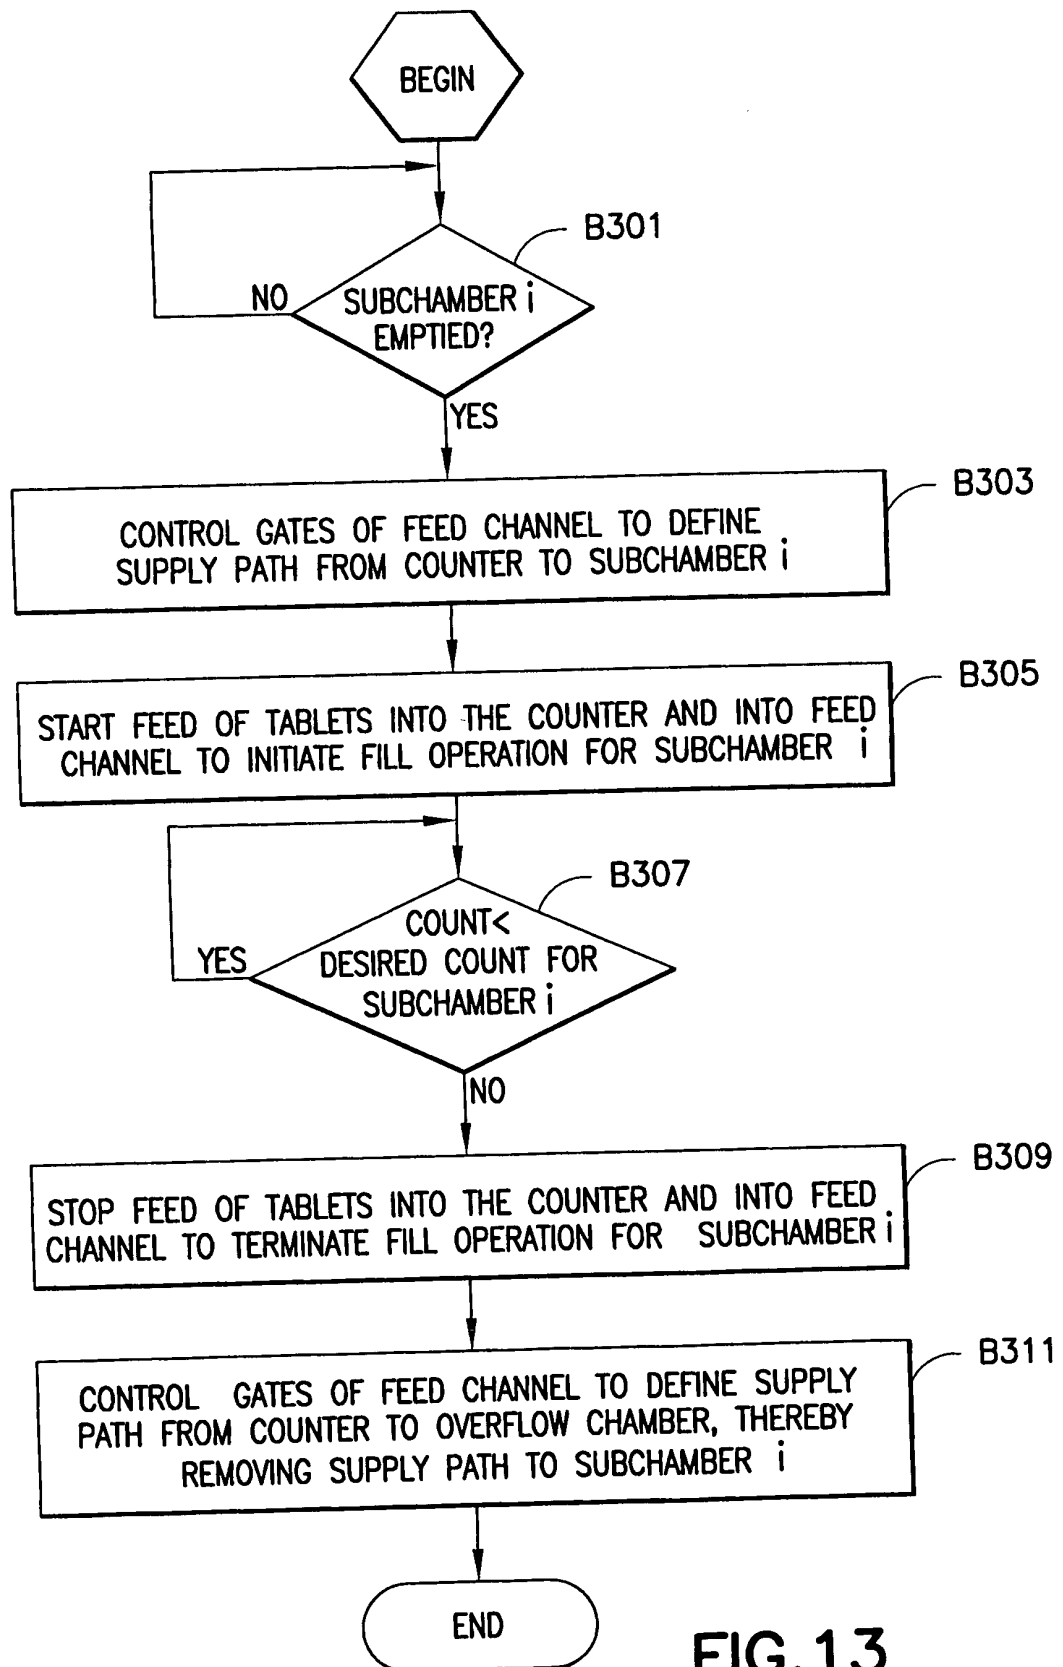 BEGIN
B301
NO
SUBCHAMBER i
EMPTIED?
YES
B303
CONTROL GATES OF FEED CHANNEL TO DEFINE
SUPPLY PATH FROM COUNTER TO SUBCHAMBER i
B305
START FEED OF TABLETS INTO THE COUNTER AND INTO FEED
CHANNEL TO INITIATE FILL OPERATION FOR SUBCHAMBER i
B307
COUNT<
YES
DESIRED COUNT FOR
SUBCHAMBER i
NO
B309
STOP FEED OF TABLETS INTO THE COUNTER AND INTO FEED
CHANNEL TO TERMINATE FILL OPERATION FOR SUBCHAMBER i
B311
CONTROL GATES OF FEED CHANNEL TO DEFINE SUPPLY
PATH FROM COUNTER TO OVERFLOW CHAMBER, THEREBY
REMOVING SUPPLY PATH TO SUBCHAMBER i
END
FIG.13